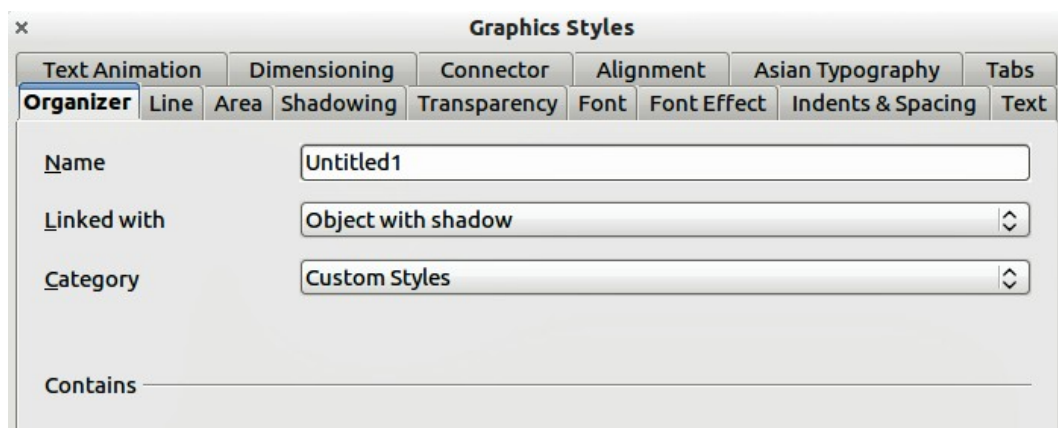 Graphics Styles
Text Animation Dimensioning Connector Alignment Asian Typography Tabs
Organizer Line Area Shadowing Transparency Font Font Effect Indents & Spacing Text
Name Untitled1
Linked with Object with shadow
Category Custom Styles
Contains